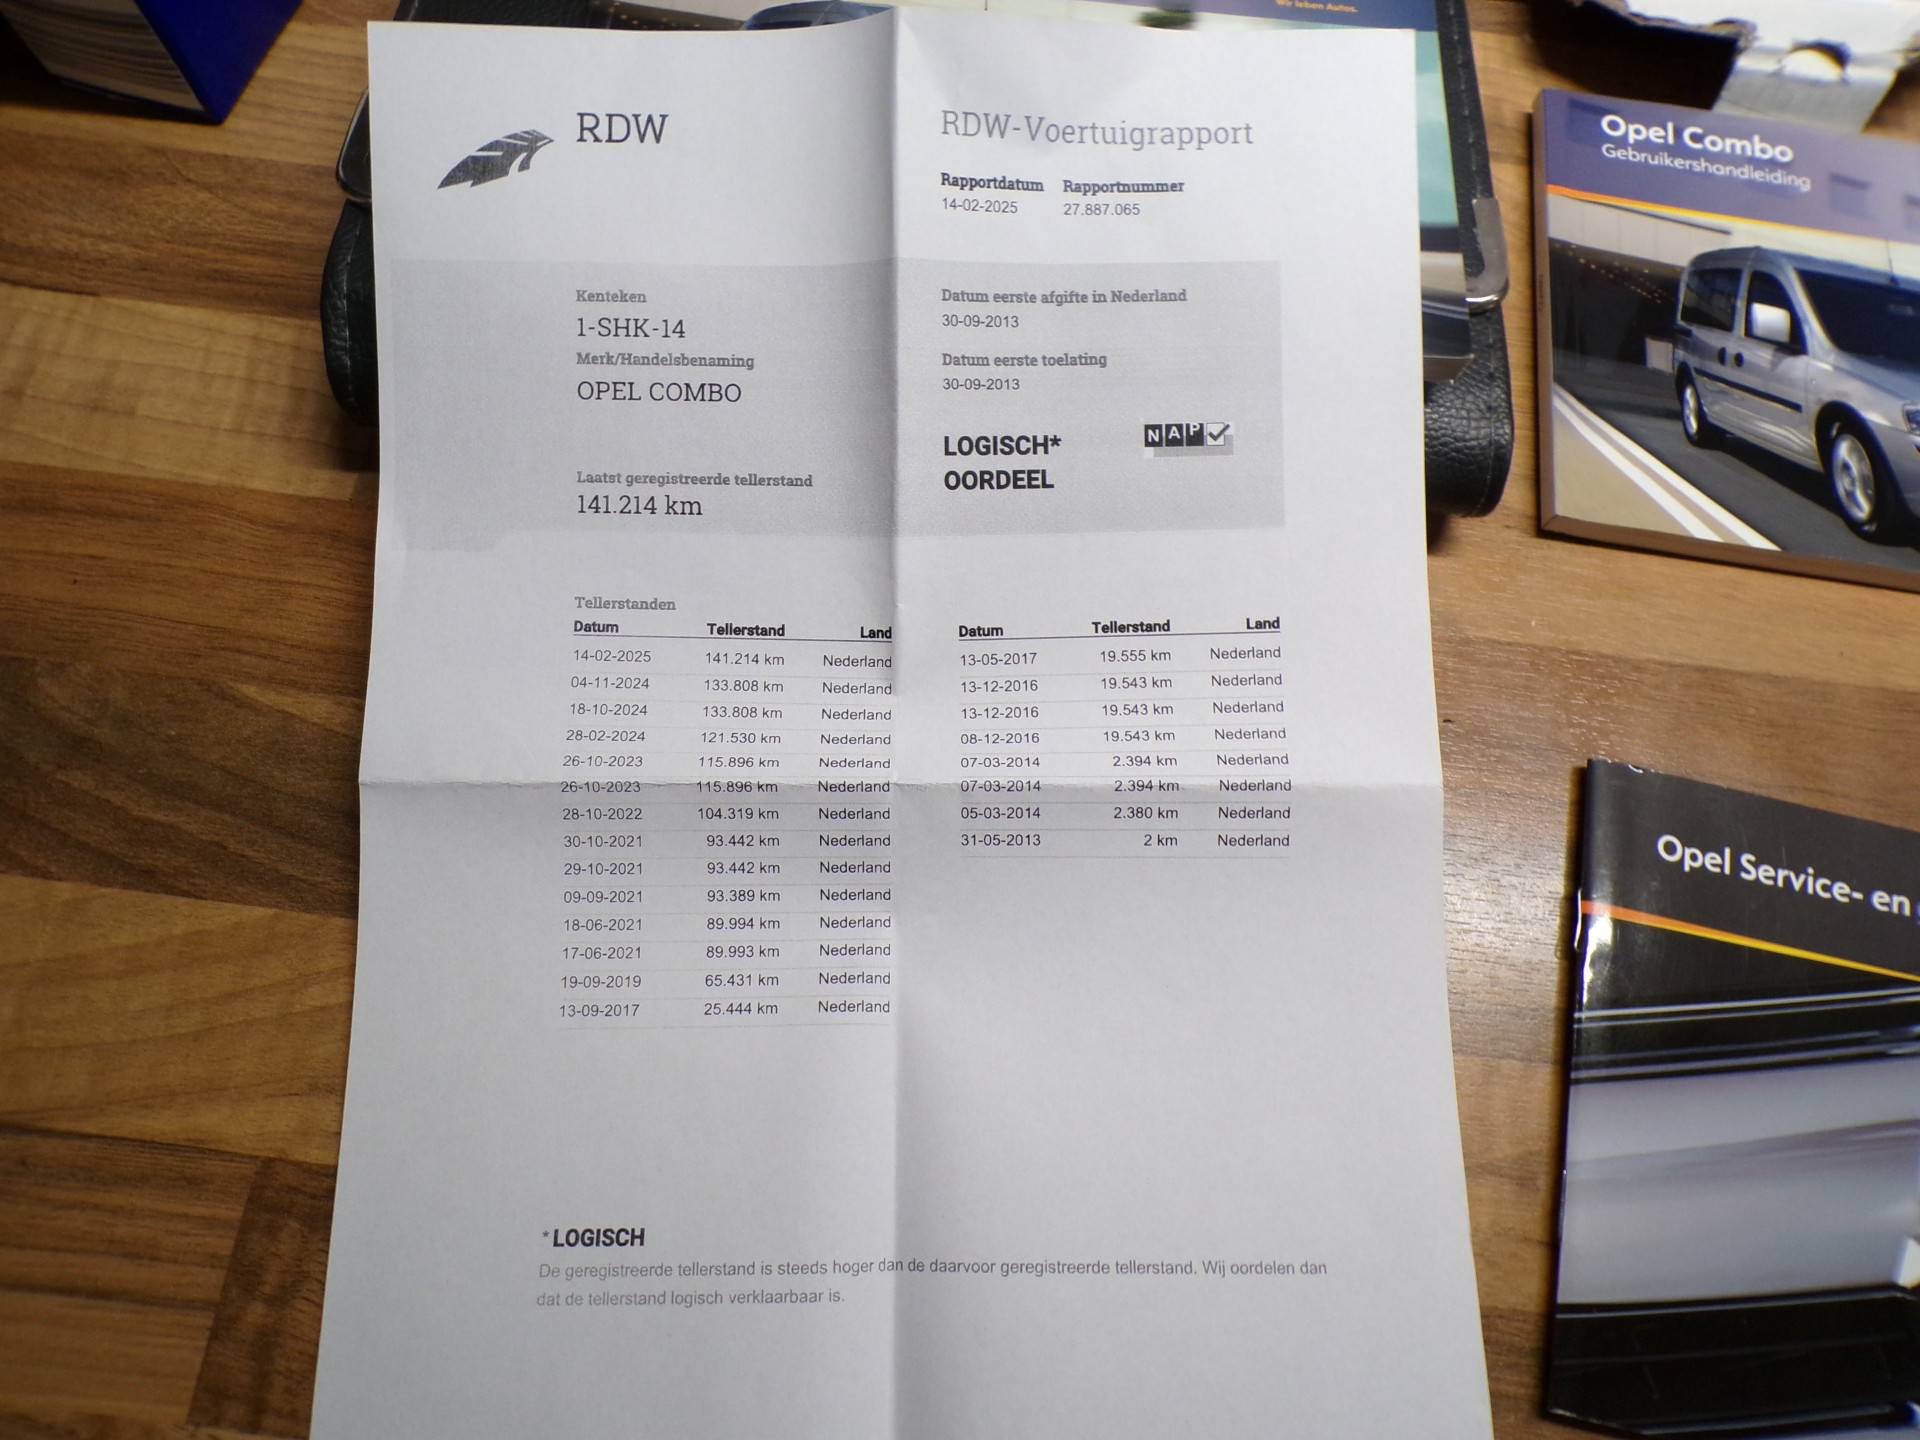 Wir leben Autos.
RDW
RDW-Voertuigrapport
Rapportdatum Rapportnummer
14-02-2025 27.887.065
Kenteken
1-SHK-14
Merk/Handelsbenaming
OPEL COMBO
Laatst geregistreerde tellerstand
141.214 km
Datum eerste afgifte in Nederland
30-09-2013
Datum eerste toelating
30-09-2013
LOGISCH*
OORDEEL
NAP
Tellerstanden
Datum Tellerstand Land
14-02-2025 141.214 km Nederland
04-11-2024 133.808 km Nederland
18-10-2024 133.808 km Nederland
28-02-2024 121.530 km Nederland
26-10-2023 115.896 km Nederland
26-10-2023 115.896 km Nederland
28-10-2022 104.319 km Nederland
30-10-2021 93.442 km Nederland
29-10-2021 93.442 km Nederland
09-09-2021 93.389 km Nederland
18-06-2021 89.994 km Nederland
17-06-2021 89.993 km Nederland
19-09-2019 65.431 km Nederland
13-09-2017 25.444 km Nederland
Datum Tellerstand Land
13-05-2017 19.555 km Nederland
13-12-2016 19.543 km Nederland
13-12-2016 19.543 km Nederland
08-12-2016 19.543 km Nederland
07-03-2014 2.394 km Nederland
07-03-2014 2.394 km Nederland
05-03-2014 2.380 km Nederland
31-05-2013 2 km Nederland
*LOGISCH
De geregistreerde tellerstand is steeds hoger dan de daarvoor geregistreerde tellerstand. Wij oordelen dan
dat de tellerstand logisch verklaarbaar is.
Opel Combo
Gebruikershandleiding
Opel Service- en